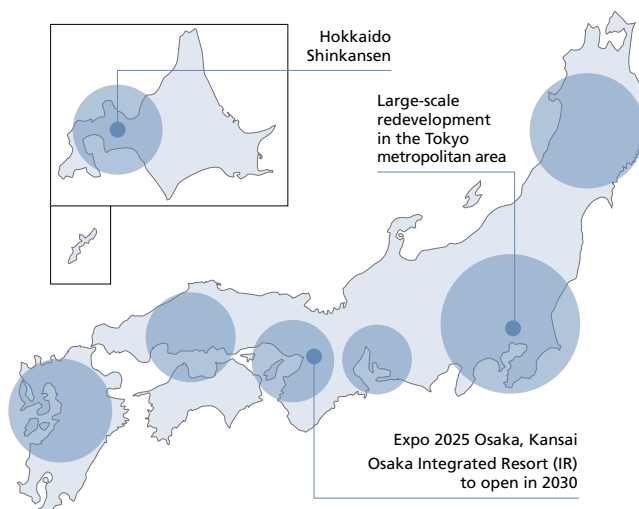 Hokkaido
Shinkansen
Large-scale
redevelopment
in the Tokyo
metropolitan area
Expo 2025 Osaka, Kansai
Osaka Integrated Resort (IR)
to open in 2030